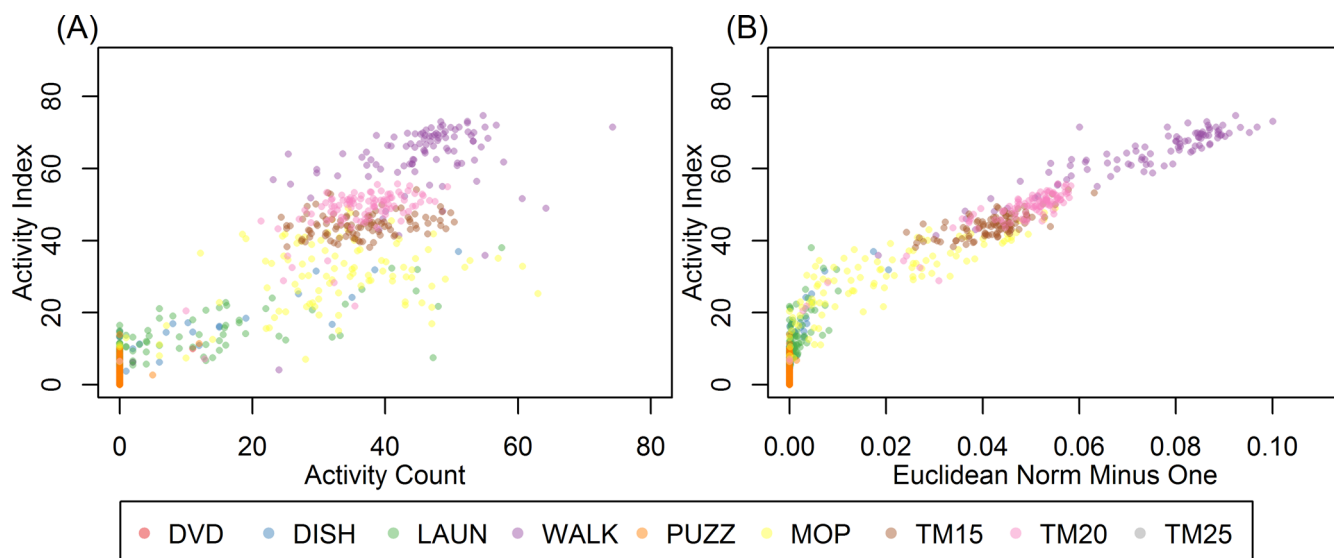 (A) (B)
Activity Index
80
60
40
20
0
0 20 40 60 80
Activity Count
Activity Index
80
60
40
20
0
0.00 0.02 0.04 0.06 0.08 0.10
Euclidean Norm Minus One
DVD DISH LAUN WALK PUZZ MOP TM15 TM20 TM25